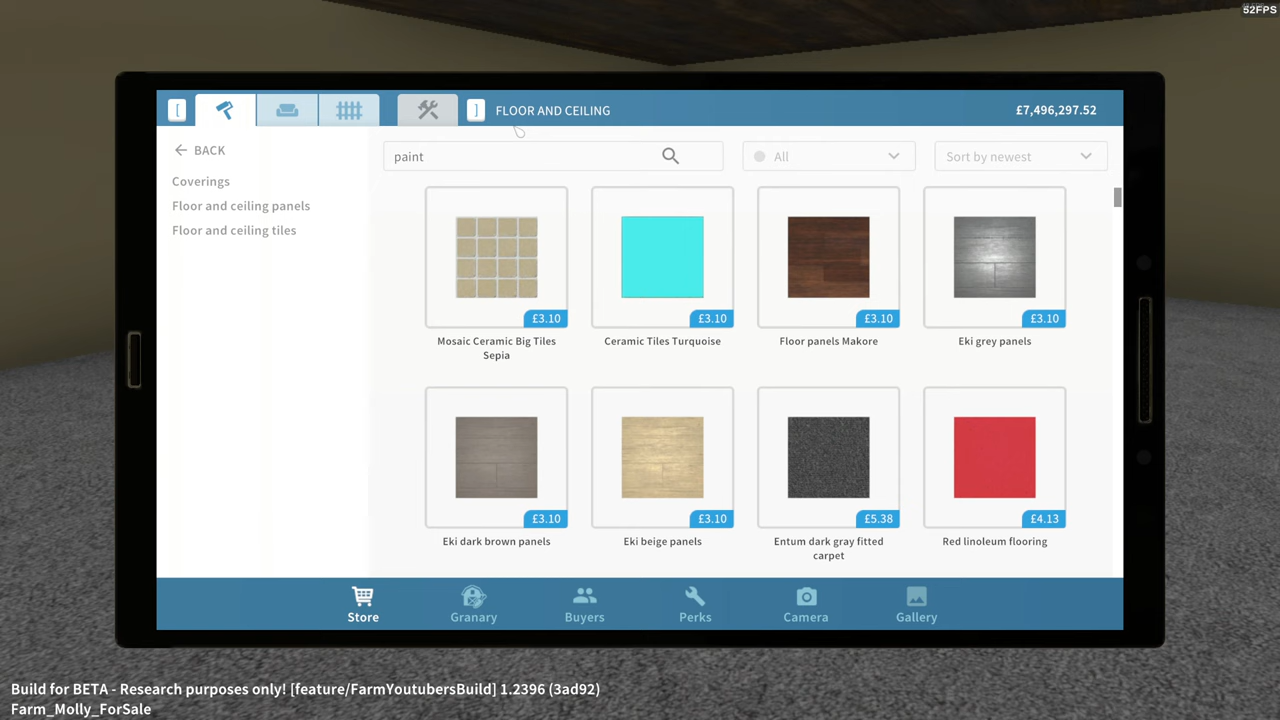 52FPS
[ ] FLOOR AND CEILING £7,496,297.52
BACK
Coverings
Floor and ceiling panels
Floor and ceiling tiles
paint All Sort by newest
£3.10 £3.10 £3.10 £3.10
Mosaic Ceramic Big Tiles
Sepia
Ceramic Tiles Turquoise
Floor panels Makore
Eki grey panels
£3.10 £3.10 £5.38 £4.13
Eki dark brown panels
Eki beige panels
Entum dark gray fitted
carpet
Red linoleum flooring
Store Granary Buyers Perks Camera Gallery
Build for BETA - Research purposes only! [feature/FarmYoutubersBuild] 1.2396 (3ad92)
Farm_Molly_ForSale